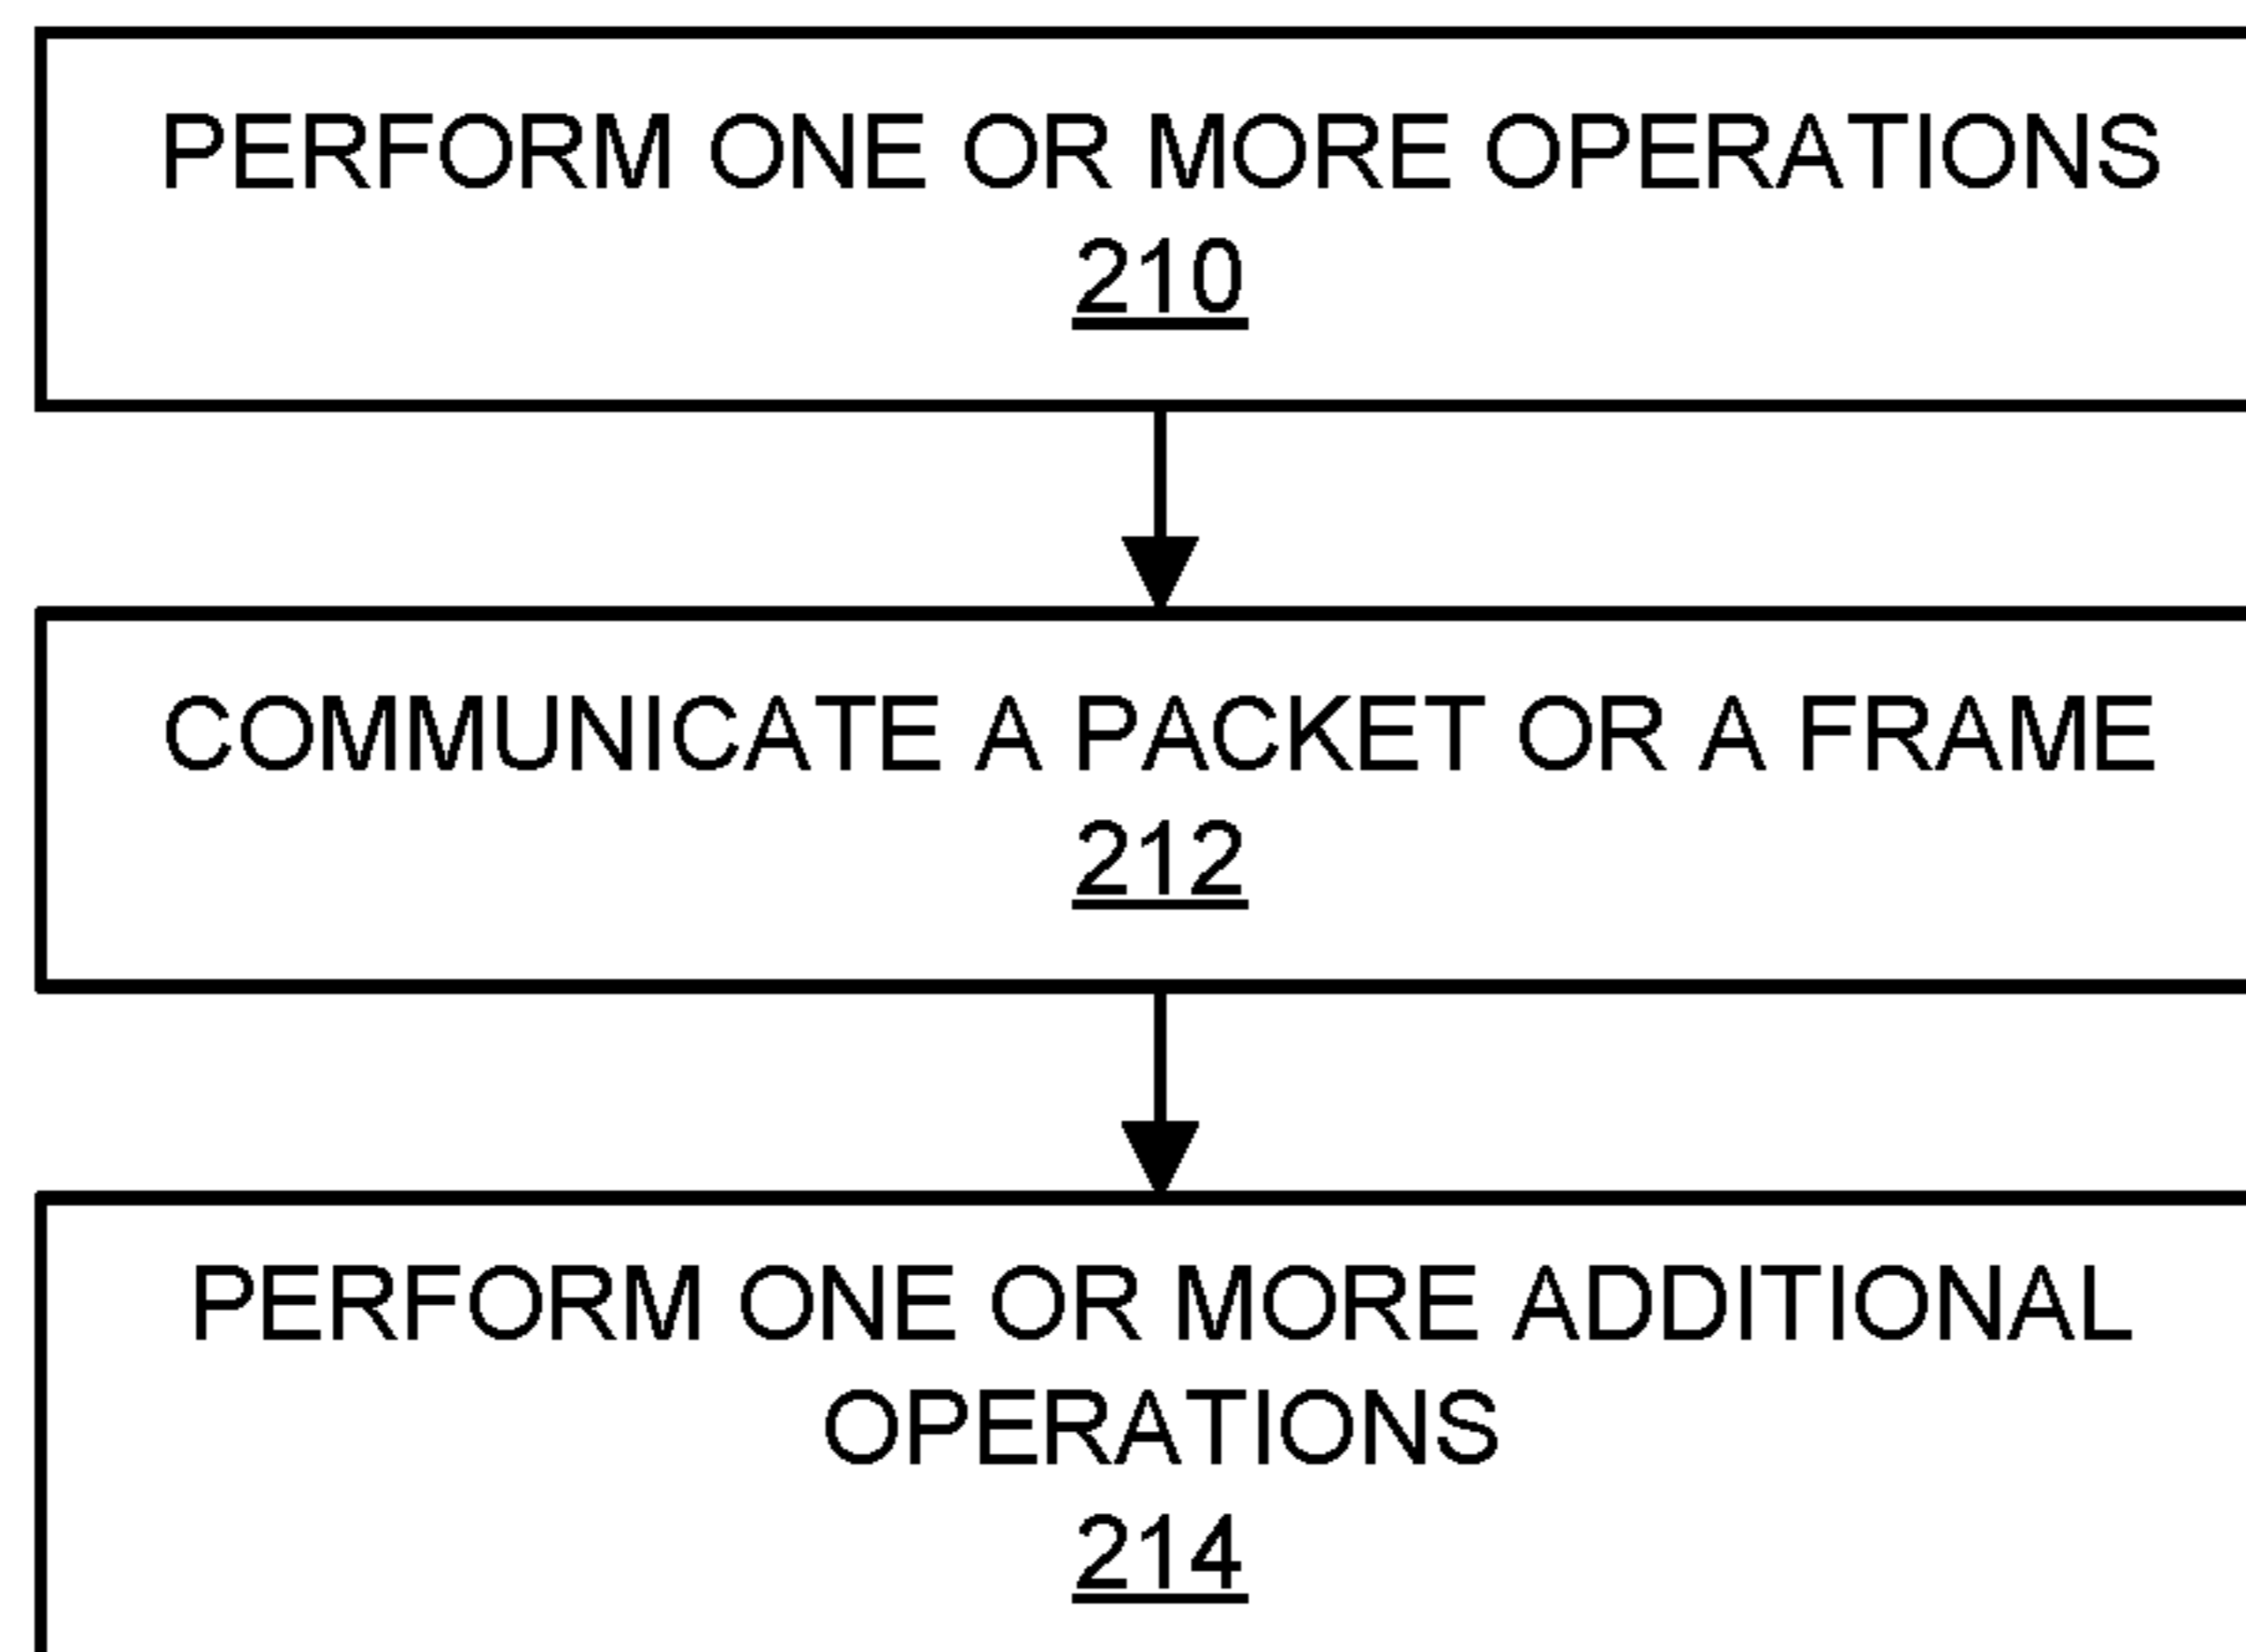 PERFORM ONE OR MORE OPERATIONS
210
COMMUNICATE A PACKET OR A FRAME
212
PERFORM ONE OR MORE ADDITIONAL
OPERATIONS
214